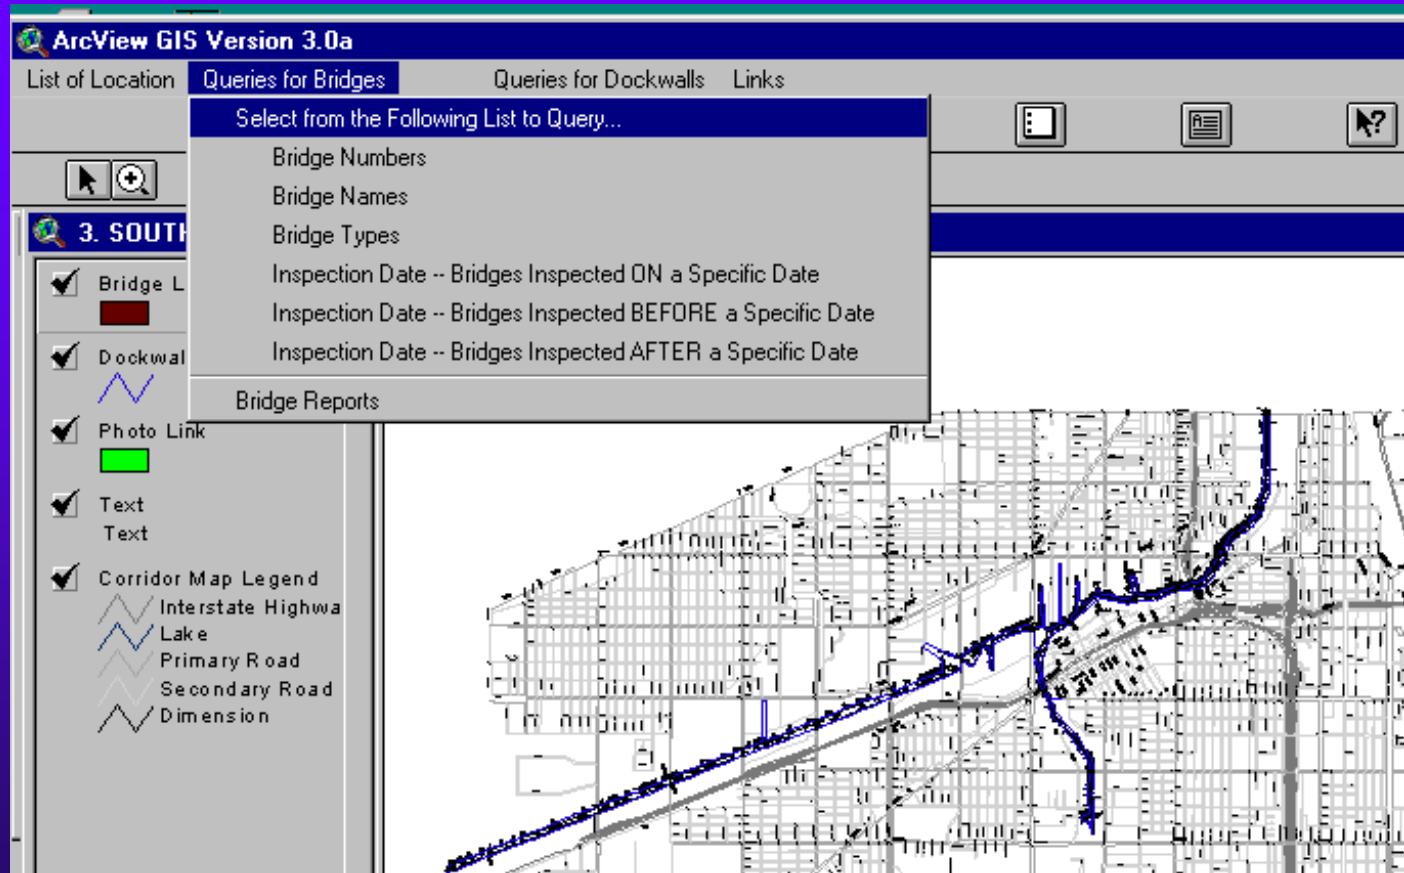 ArcView GIS Version 3.0a
List of Location Queries for Bridges Queries for Dockwalls Links
Select from the Following List to Query...
Bridge Numbers
Bridge Names
Bridge Types
Inspection Date -- Bridges Inspected ON a Specific Date
Inspection Date -- Bridges Inspected BEFORE a Specific Date
Inspection Date -- Bridges Inspected AFTER a Specific Date
Bridge Reports
3. SOUTH
Bridge L
Dockwal
Photo Link
Text
Text
Corridor Map Legend
Interstate Highwa
Lake
Primary Road
Secondary Road
Dimension